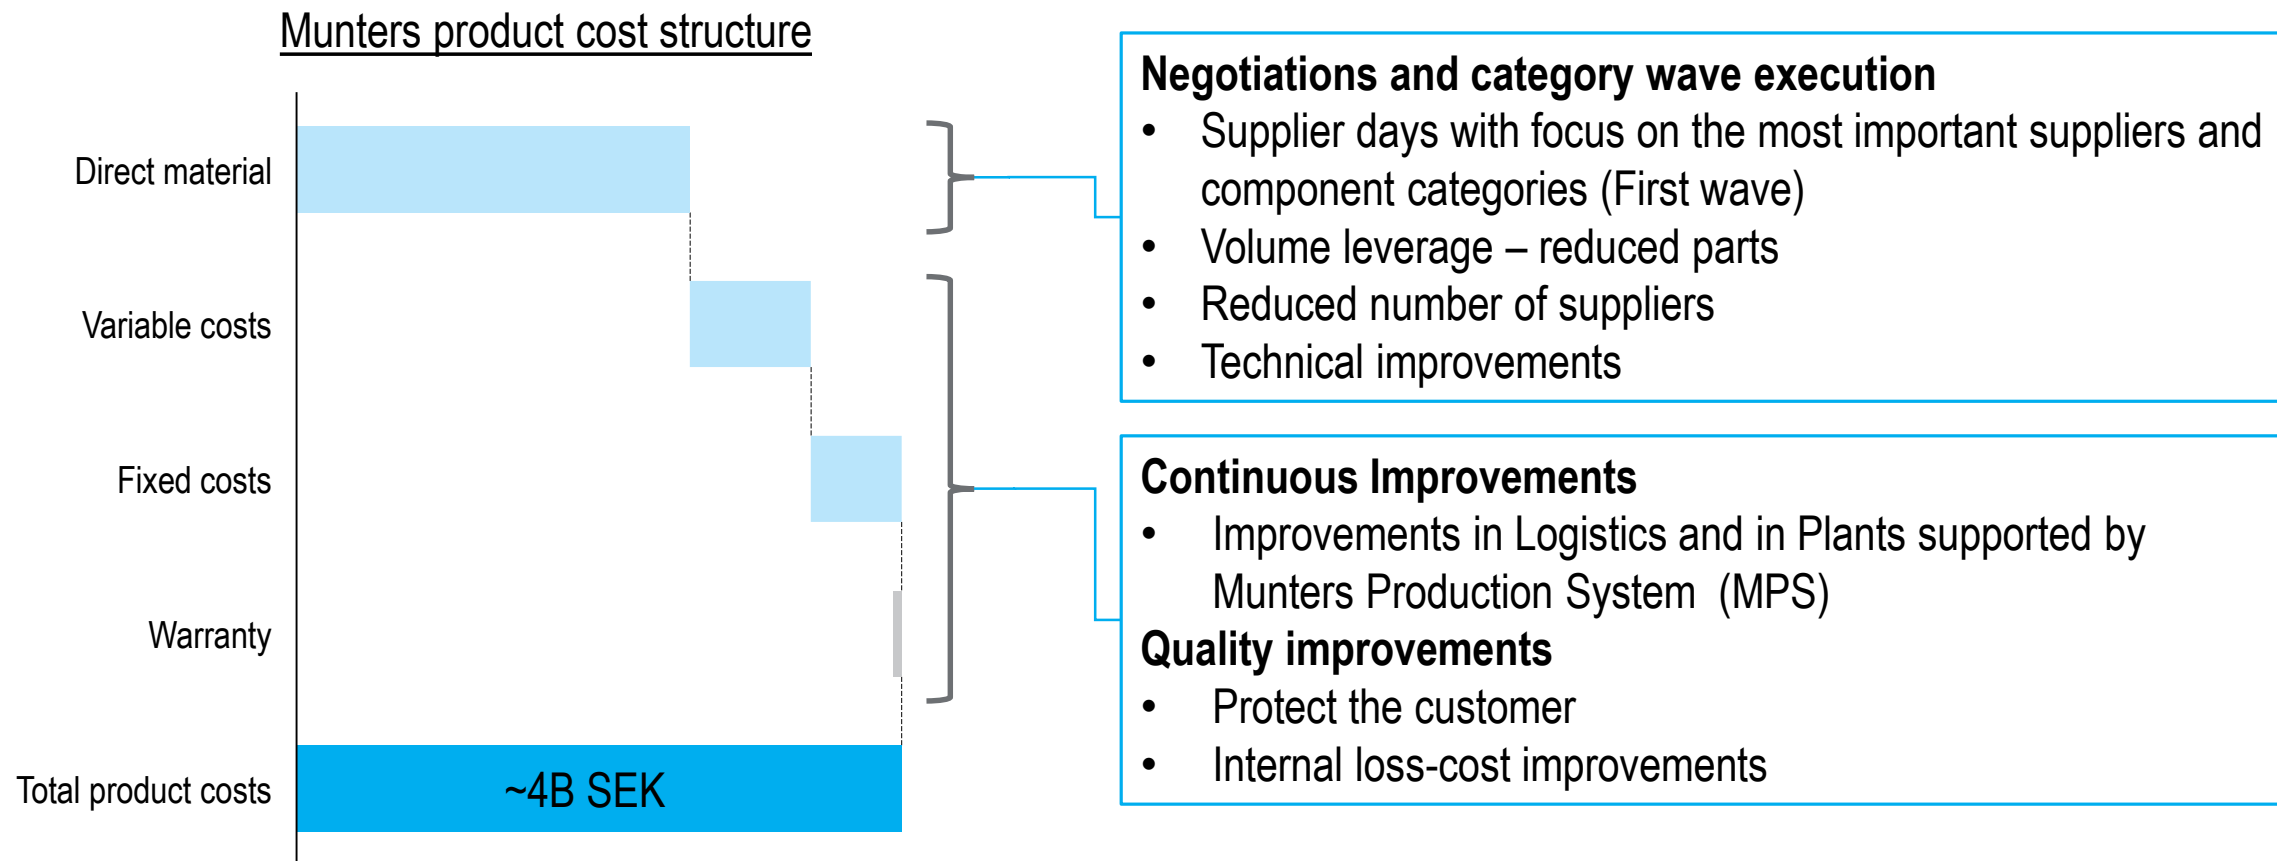 Munters product cost structure
Direct material
Variable costs
Fixed costs
Warranty
Total product costs
~4B SEK
Negotiations and category wave execution
• Supplier days with focus on the most important suppliers and
component categories (First wave)
• Volume leverage – reduced parts
• Reduced number of suppliers
• Technical improvements
Continuous Improvements
• Improvements in Logistics and in Plants supported by
Munters Production System (MPS)
Quality improvements
• Protect the customer
• Internal loss-cost improvements